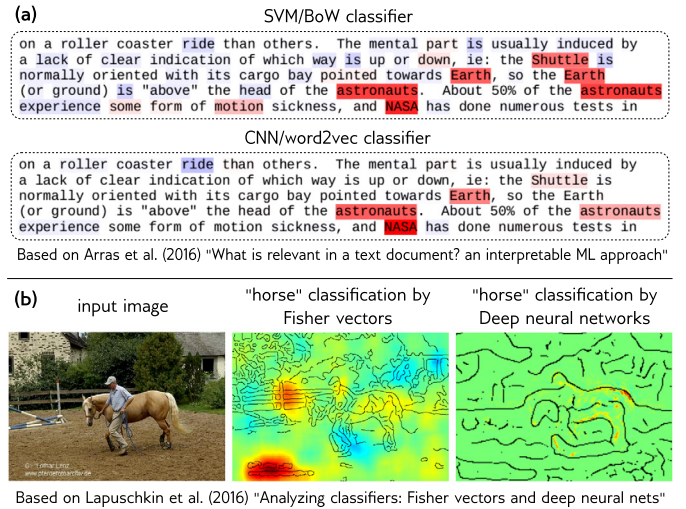 (a)
SVM/BoW classifier
on a roller coaster ride than others.  The mental part is usually induced by
a lack of clear indication of which way is up or down, ie: the Shuttle is
normally oriented with its cargo bay pointed towards Earth, so the Earth
(or ground) is "above" the head of the astronauts.  About 50% of the astronauts
experience some form of motion sickness, and NASA has done numerous tests in
CNN/word2vec classifier
on a roller coaster ride than others.  The mental part is usually induced by
a lack of clear indication of which way is up or down, ie: the Shuttle is
normally oriented with its cargo bay pointed towards Earth, so the Earth
(or ground) is "above" the head of the astronauts.  About 50% of the astronauts
experience some form of motion sickness, and NASA has done numerous tests in
Based on Arras et al. (2016) "What is relevant in a text document? an interpretable ML approach"
(b)
input image
"horse" classification by
Fisher vectors
"horse" classification by
Deep neural networks
© Lothar Lenz
www.pferdefotoarchiv.de
Based on Lapuschkin et al. (2016) "Analyzing classifiers: Fisher vectors and deep neural nets"